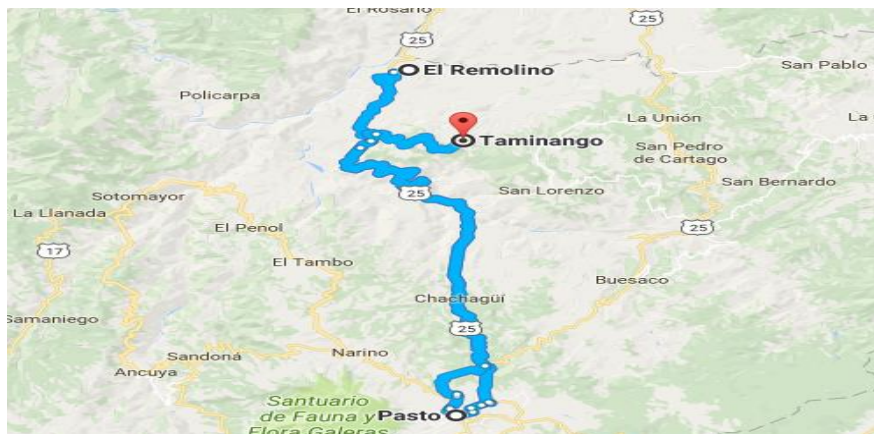 El Rosario
25
El Remolino
San Pablo
Policarpa
La Unión
Taminango
San Pedro
de Cartago
San Lorenzo
San Bernardo
25
Sotomayor
La Llanada
El Penol
25
17
El Tambo
Buesaco
Chachagüí
Samaniego
25
Sandoná
Narino
Ancuya
Santuario
de Fauna y
Flora Galeras
Pasto